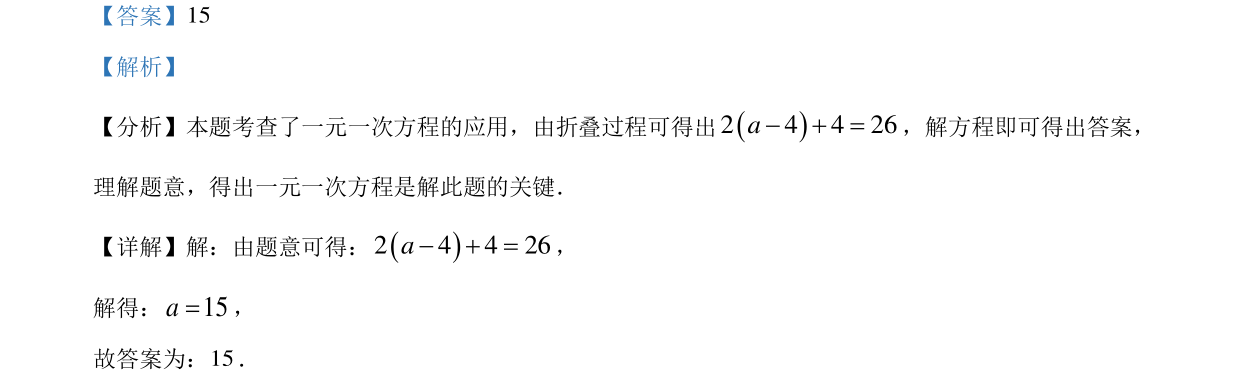 【答案】15
【解析】
【分析】本题考查了一元一次方程的应用，由折叠过程可得出2(a−4)+4=26，解方程即可得出答案，
理解题意，得出一元一次方程是解此题的关键．
【详解】解：由题意可得：2(a−4)+4=26，
解得：a=15，
故答案为：15．